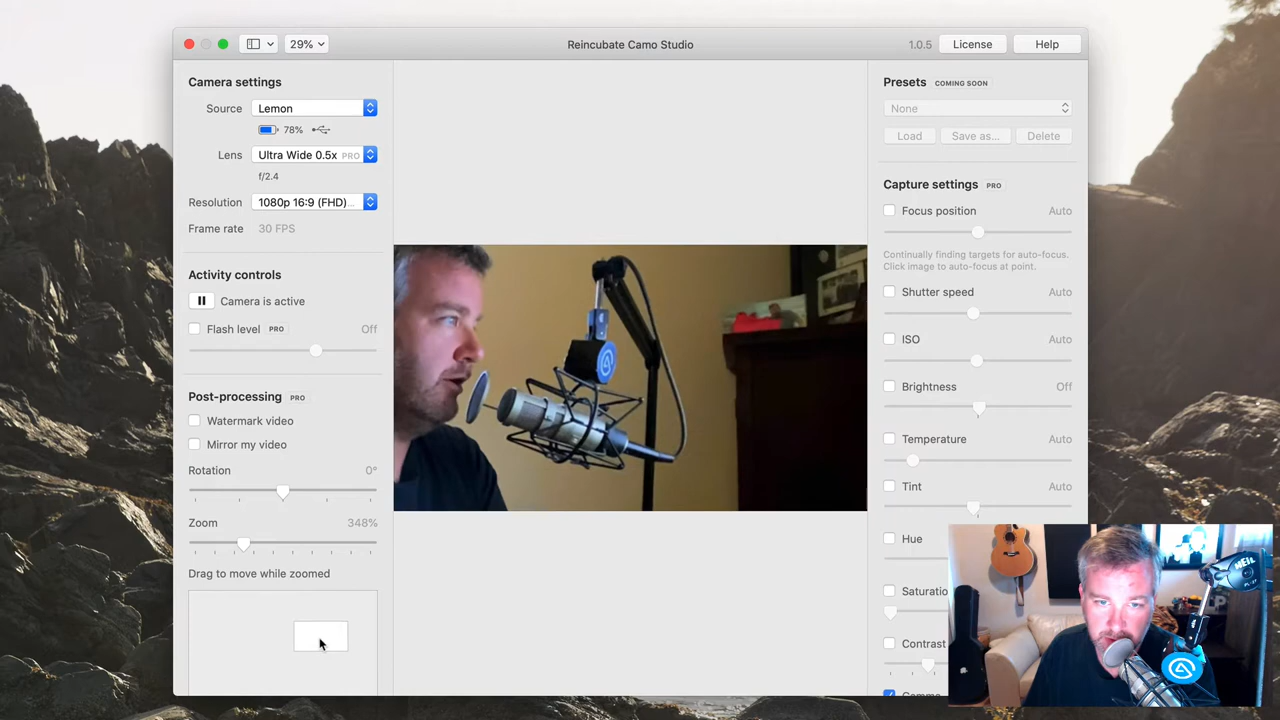 29%
Reincubate Camo Studio
1.0.5
License
Help
Camera settings
Source
Lemon
78%
Lens
Ultra Wide 0.5x PRO
f/2.4
Resolution
1080p 16:9 (FHD)...
Frame rate
30 FPS
Activity controls
Camera is active
Flash level PRO Off
Post-processing PRO
Watermark video
Mirror my video
Rotation 0°
Zoom 348%
Drag to move while zoomed
Presets COMING SOON
None
Load
Save as...
Delete
Capture settings PRO
Focus position Auto
Continually finding targets for auto-focus.
Click image to auto-focus at point.
Shutter speed Auto
ISO Auto
Brightness Off
Temperature Auto
Tint Auto
Hue
Saturatio
Contrast
Gamma
HEIL